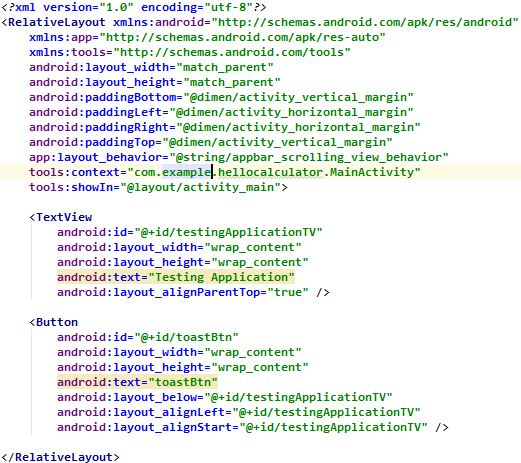 <?xml version="1.0" encoding="utf-8"?>
<RelativeLayout xmlns:android="http://schemas.android.com/apk/res/android"
    xmlns:app="http://schemas.android.com/apk/res-auto"
    xmlns:tools="http://schemas.android.com/tools"
    android:layout_width="match_parent"
    android:layout_height="match_parent"
    android:paddingBottom="@dimen/activity_vertical_margin"
    android:paddingLeft="@dimen/activity_horizontal_margin"
    android:paddingRight="@dimen/activity_horizontal_margin"
    android:paddingTop="@dimen/activity_vertical_margin"
    app:layout_behavior="@string/appbar_scrolling_view_behavior"
    tools:context="com.example.hellocalculator.MainActivity"
    tools:showIn="@layout/activity_main">

    <TextView
        android:id="@+id/testingApplicationTV"
        android:layout_width="wrap_content"
        android:layout_height="wrap_content"
        android:text="Testing Application"
        android:layout_alignParentTop="true" />

    <Button
        android:id="@+id/toastBtn"
        android:layout_width="wrap_content"
        android:layout_height="wrap_content"
        android:text="toastBtn"
        android:layout_below="@+id/testingApplicationTV"
        android:layout_alignLeft="@+id/testingApplicationTV"
        android:layout_alignStart="@+id/testingApplicationTV" />

</RelativeLayout>